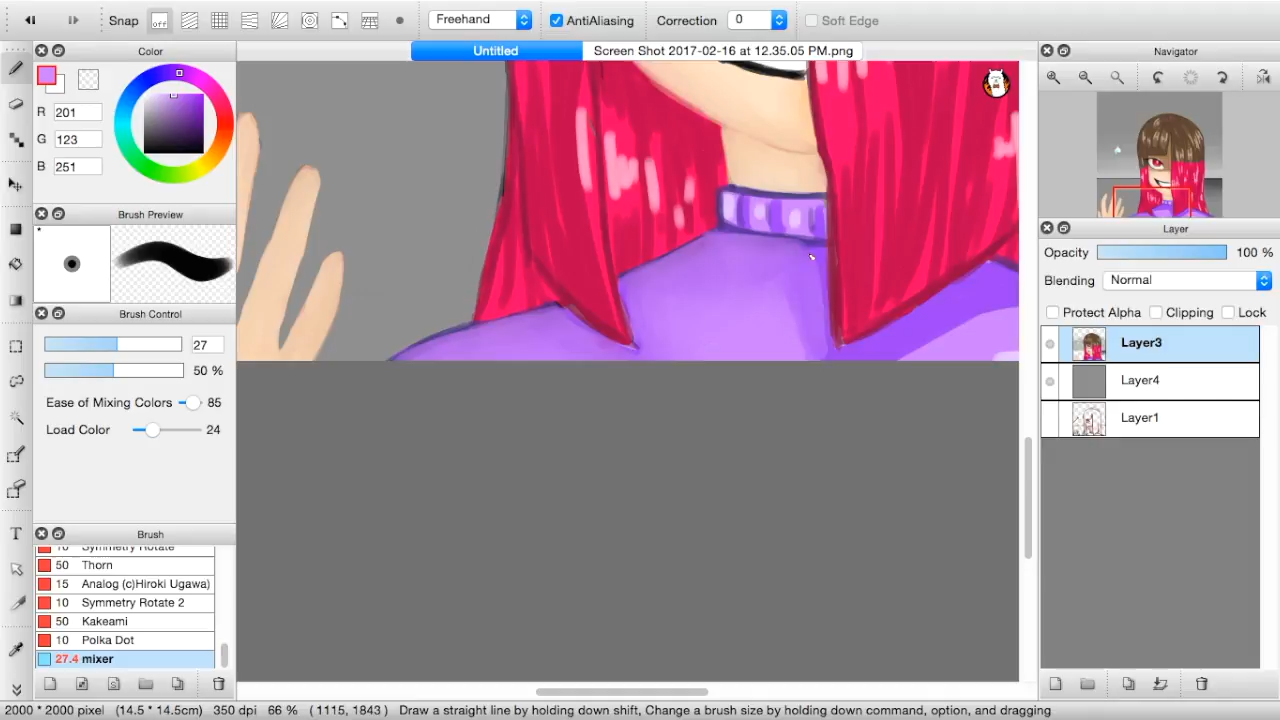 Snap off Freehand AntiAliasing Correction 0 Soft Edge
Color
Untitled
Screen Shot 2017-02-16 at 12.35.05 PM.png
Navigator
R 201
G 123
B 251
Brush Preview
*
Brush Control
27
50 %
Ease of Mixing Colors 85
Load Color 24
Layer
Opacity 100 %
Blending Normal
Protect Alpha Clipping Lock
Layer3
Layer4
Layer1
Brush
10 Symmetry Rotate
50 Thorn
15 Analog (c)Hiroki Ugawa)
10 Symmetry Rotate 2
50 Kakeami
10 Polka Dot
27.4 mixer
T
2000 * 2000 pixel (14.5 * 14.5cm) 350 dpi 66 % ( 1115, 1843 ) Draw a straight line by holding down shift, Change a brush size by holding down command, option, and dragging